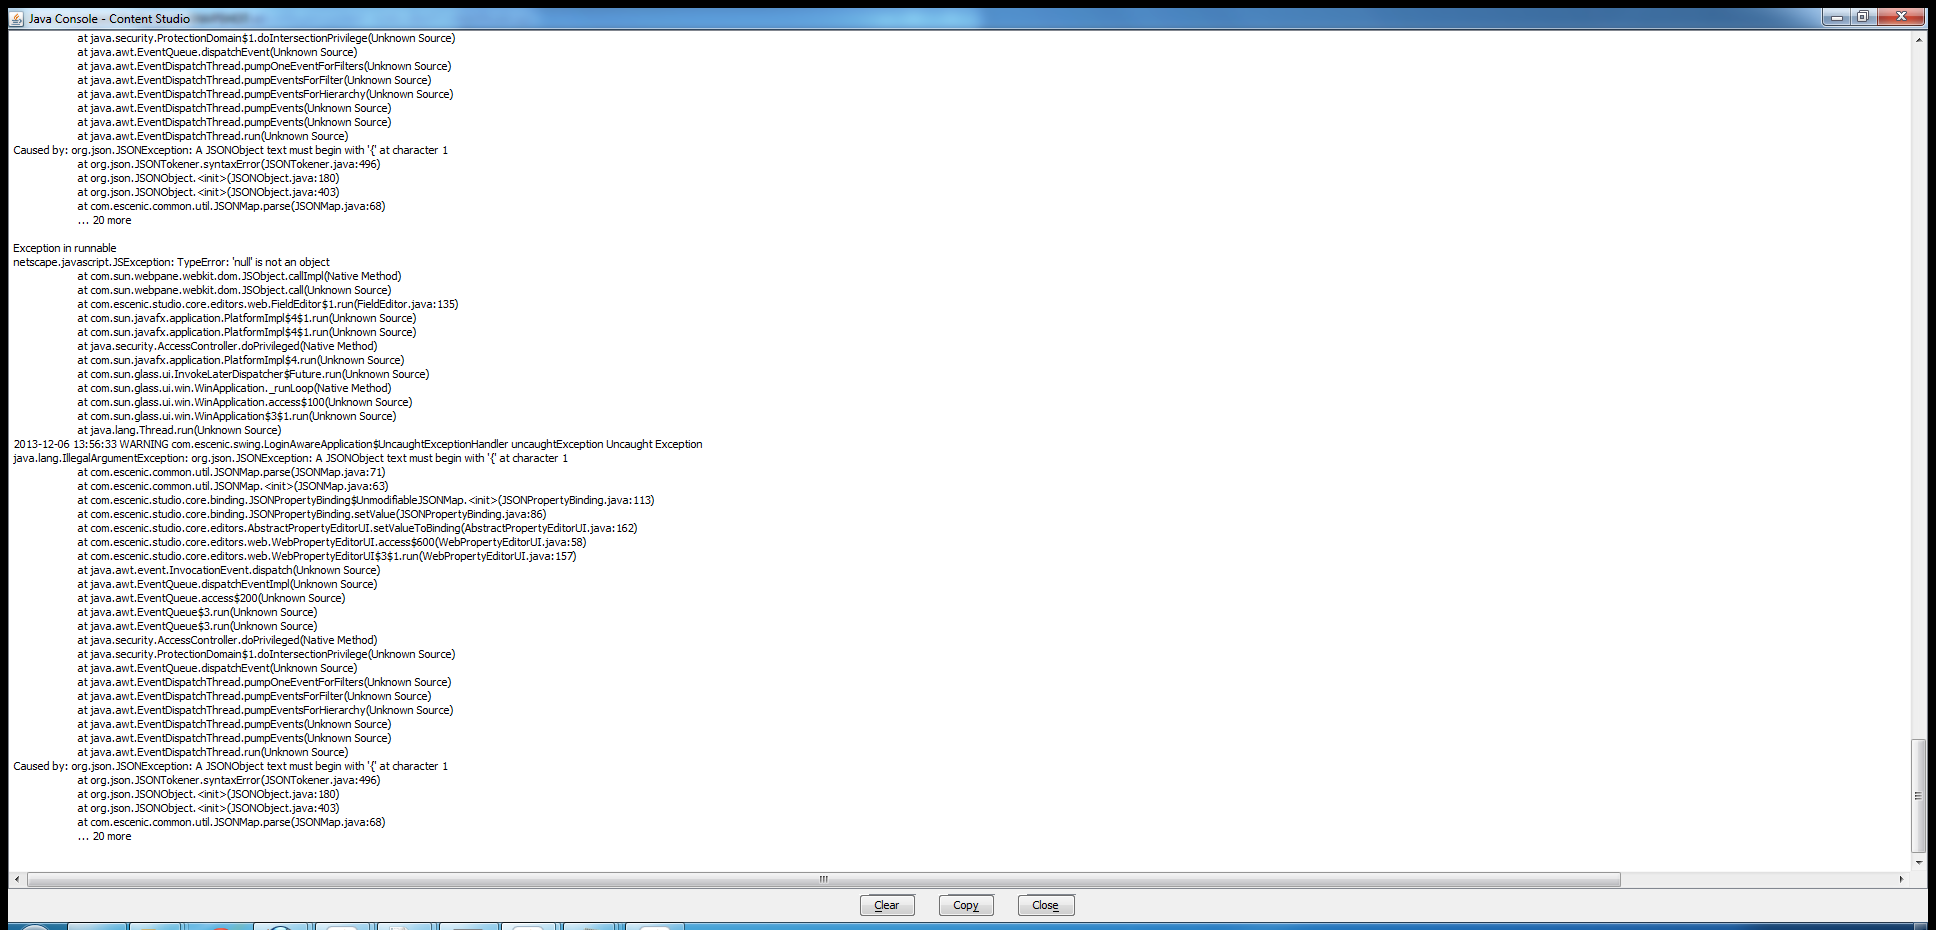 Java Console - Content Studio
at java.security.ProtectionDomain$1.doIntersectionPrivilege(Unknown Source)
at java.awt.EventQueue.dispatchEvent(Unknown Source)
at java.awt.EventDispatchThread.pumpOneEventForFilters(Unknown Source)
at java.awt.EventDispatchThread.pumpEventsForFilter(Unknown Source)
at java.awt.EventDispatchThread.pumpEventsForHierarchy(Unknown Source)
at java.awt.EventDispatchThread.pumpEvents(Unknown Source)
at java.awt.EventDispatchThread.pumpEvents(Unknown Source)
at java.awt.EventDispatchThread.run(Unknown Source)
Caused by: org.json.JSONException: A JSONObject text must begin with '{' at character 1
at org.json.JSONTokener.syntaxError(JSONTokener.java:496)
at org.json.JSONObject.<init>(JSONObject.java:180)
at org.json.JSONObject.<init>(JSONObject.java:403)
at com.escenic.common.util.JSONMap.parse(JSONMap.java:68)
... 20 more
Exception in runnable
netscape.javascript.JSException: TypeError: 'null' is not an object
at com.sun.webpane.webkit.dom.JSObject.callImpl(Native Method)
at com.sun.webpane.webkit.dom.JSObject.call(Unknown Source)
at com.escenic.studio.core.editors.web.FieldEditor$1.run(FieldEditor.java:135)
at com.sun.javafx.application.PlatformImpl$4$1.run(Unknown Source)
at com.sun.javafx.application.PlatformImpl$4$1.run(Unknown Source)
at java.security.AccessController.doPrivileged(Native Method)
at com.sun.javafx.application.PlatformImpl$4.run(Unknown Source)
at com.sun.glass.ui.InvokeLaterDispatcher$Future.run(Unknown Source)
at com.sun.glass.ui.win.WinApplication._runLoop(Native Method)
at com.sun.glass.ui.win.WinApplication.access$100(Unknown Source)
at com.sun.glass.ui.win.WinApplication$3$1.run(Unknown Source)
at java.lang.Thread.run(Unknown Source)
2013-12-06 13:56:33 WARNING com.escenic.swing.LoginAwareApplication$UncaughtExceptionHandler uncaughtException Uncaught Exception
java.lang.IllegalArgumentException: org.json.JSONException: A JSONObject text must begin with '{' at character 1
at com.escenic.common.util.JSONMap.parse(JSONMap.java:71)
at com.escenic.common.util.JSONMap.<init>(JSONMap.java:63)
at com.escenic.studio.core.binding.JSONPropertyBinding$UnmodifiableJSONMap.<init>(JSONPropertyBinding.java:113)
at com.escenic.studio.core.binding.JSONPropertyBinding.setValue(JSONPropertyBinding.java:86)
at com.escenic.studio.core.editors.AbstractPropertyEditorUI.setValueToBinding(AbstractPropertyEditorUI.java:162)
at com.escenic.studio.core.editors.web.WebPropertyEditorUI.access$600(WebPropertyEditorUI.java:58)
at com.escenic.studio.core.editors.web.WebPropertyEditorUI$3$1.run(WebPropertyEditorUI.java:157)
at java.awt.event.InvocationEvent.dispatch(Unknown Source)
at java.awt.EventQueue.dispatchEventImpl(Unknown Source)
at java.awt.EventQueue.access$200(Unknown Source)
at java.awt.EventQueue$3.run(Unknown Source)
at java.awt.EventQueue$3.run(Unknown Source)
at java.security.AccessController.doPrivileged(Native Method)
at java.security.ProtectionDomain$1.doIntersectionPrivilege(Unknown Source)
at java.awt.EventQueue.dispatchEvent(Unknown Source)
at java.awt.EventDispatchThread.pumpOneEventForFilters(Unknown Source)
at java.awt.EventDispatchThread.pumpEventsForFilter(Unknown Source)
at java.awt.EventDispatchThread.pumpEventsForHierarchy(Unknown Source)
at java.awt.EventDispatchThread.pumpEvents(Unknown Source)
at java.awt.EventDispatchThread.pumpEvents(Unknown Source)
at java.awt.EventDispatchThread.run(Unknown Source)
Caused by: org.json.JSONException: A JSONObject text must begin with '{' at character 1
at org.json.JSONTokener.syntaxError(JSONTokener.java:496)
at org.json.JSONObject.<init>(JSONObject.java:180)
at org.json.JSONObject.<init>(JSONObject.java:403)
at com.escenic.common.util.JSONMap.parse(JSONMap.java:68)
... 20 more
Clear Copy Close